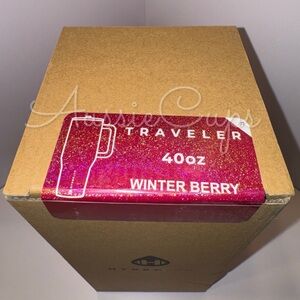 AussieCups
TRAVELER
40oz
WINTER BERRY